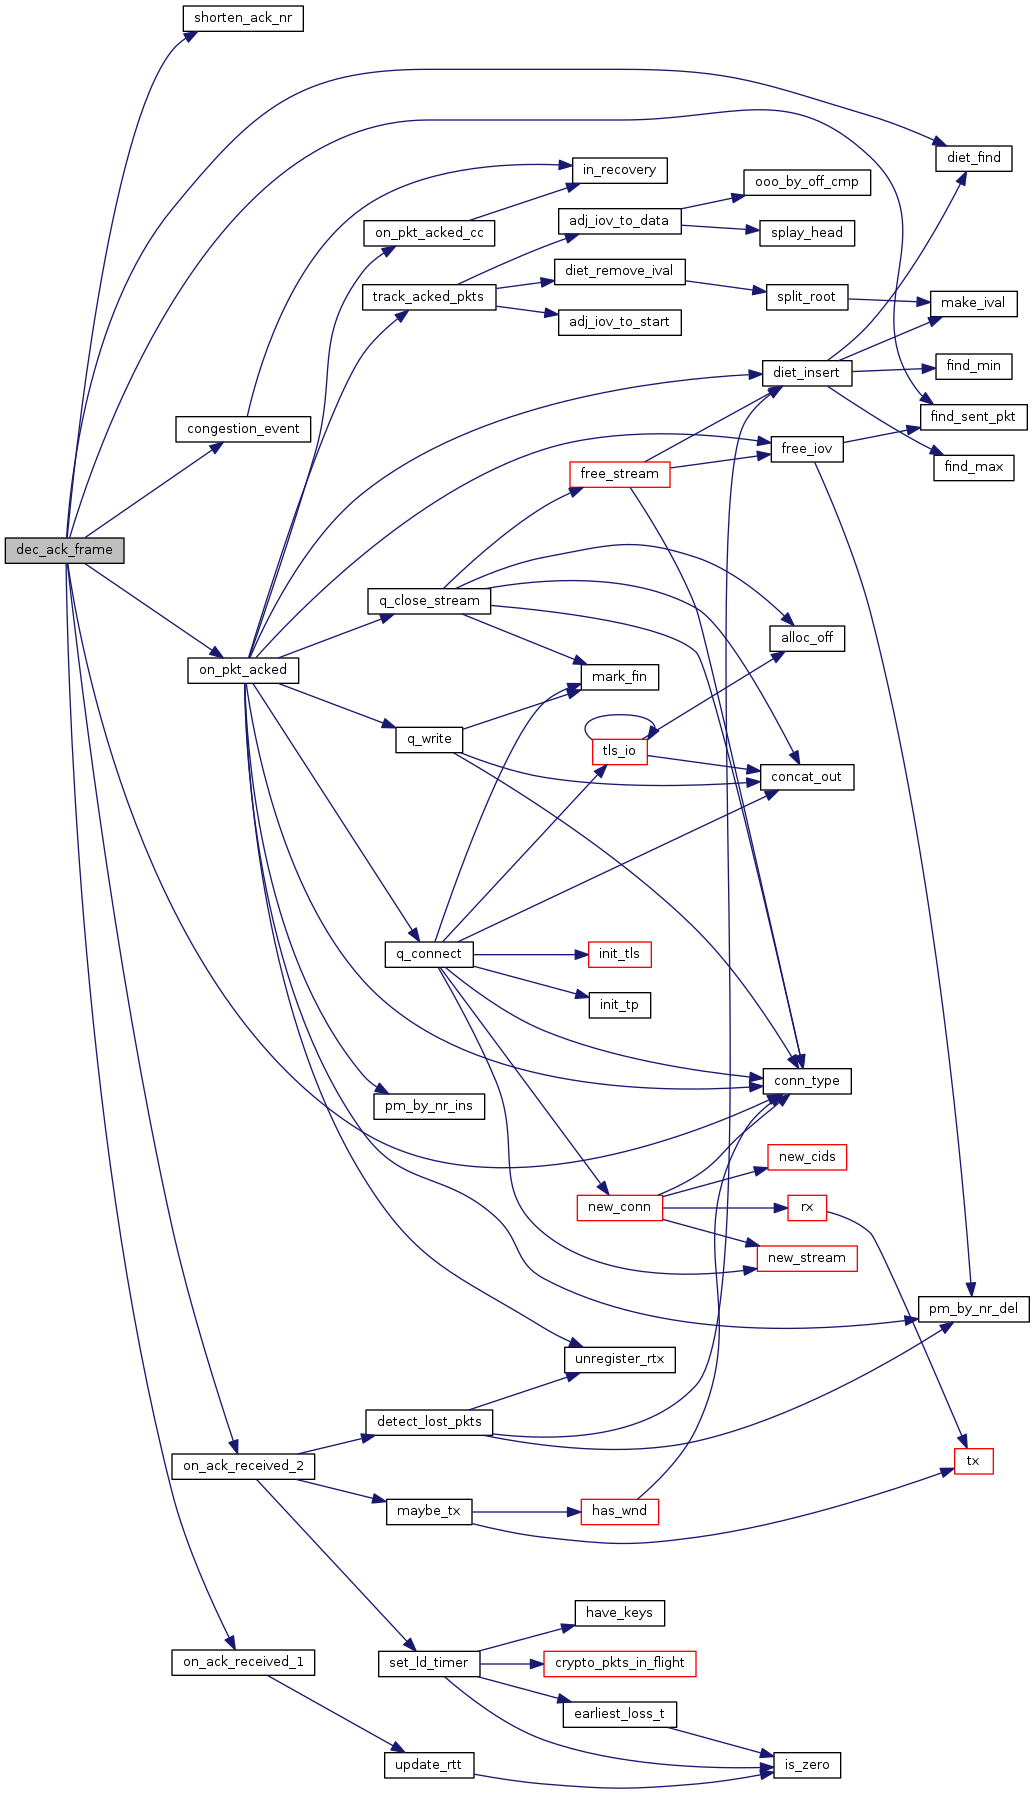 shorten_ack_nr
diet_find
in_recovery
ooo_by_off_cmp
adj_iov_to_data
on_pkt_acked_cc
splay_head
diet_remove_ival
track_acked_pkts
split_root
make_ival
adj_iov_to_start
find_min
diet_insert
find_sent_pkt
congestion_event
free_iov
find_max
free_stream
dec_ack_frame
q_close_stream
alloc_off
on_pkt_acked
mark_fin
q_write
tls_io
concat_out
q_connect
init_tls
init_tp
conn_type
pm_by_nr_ins
new_cids
new_conn
rx
new_stream
pm_by_nr_del
unregister_rtx
detect_lost_pkts
on_ack_received_2
tx
maybe_tx
has_wnd
have_keys
on_ack_received_1
set_ld_timer
crypto_pkts_in_flight
earliest_loss_t
update_rtt
is_zero